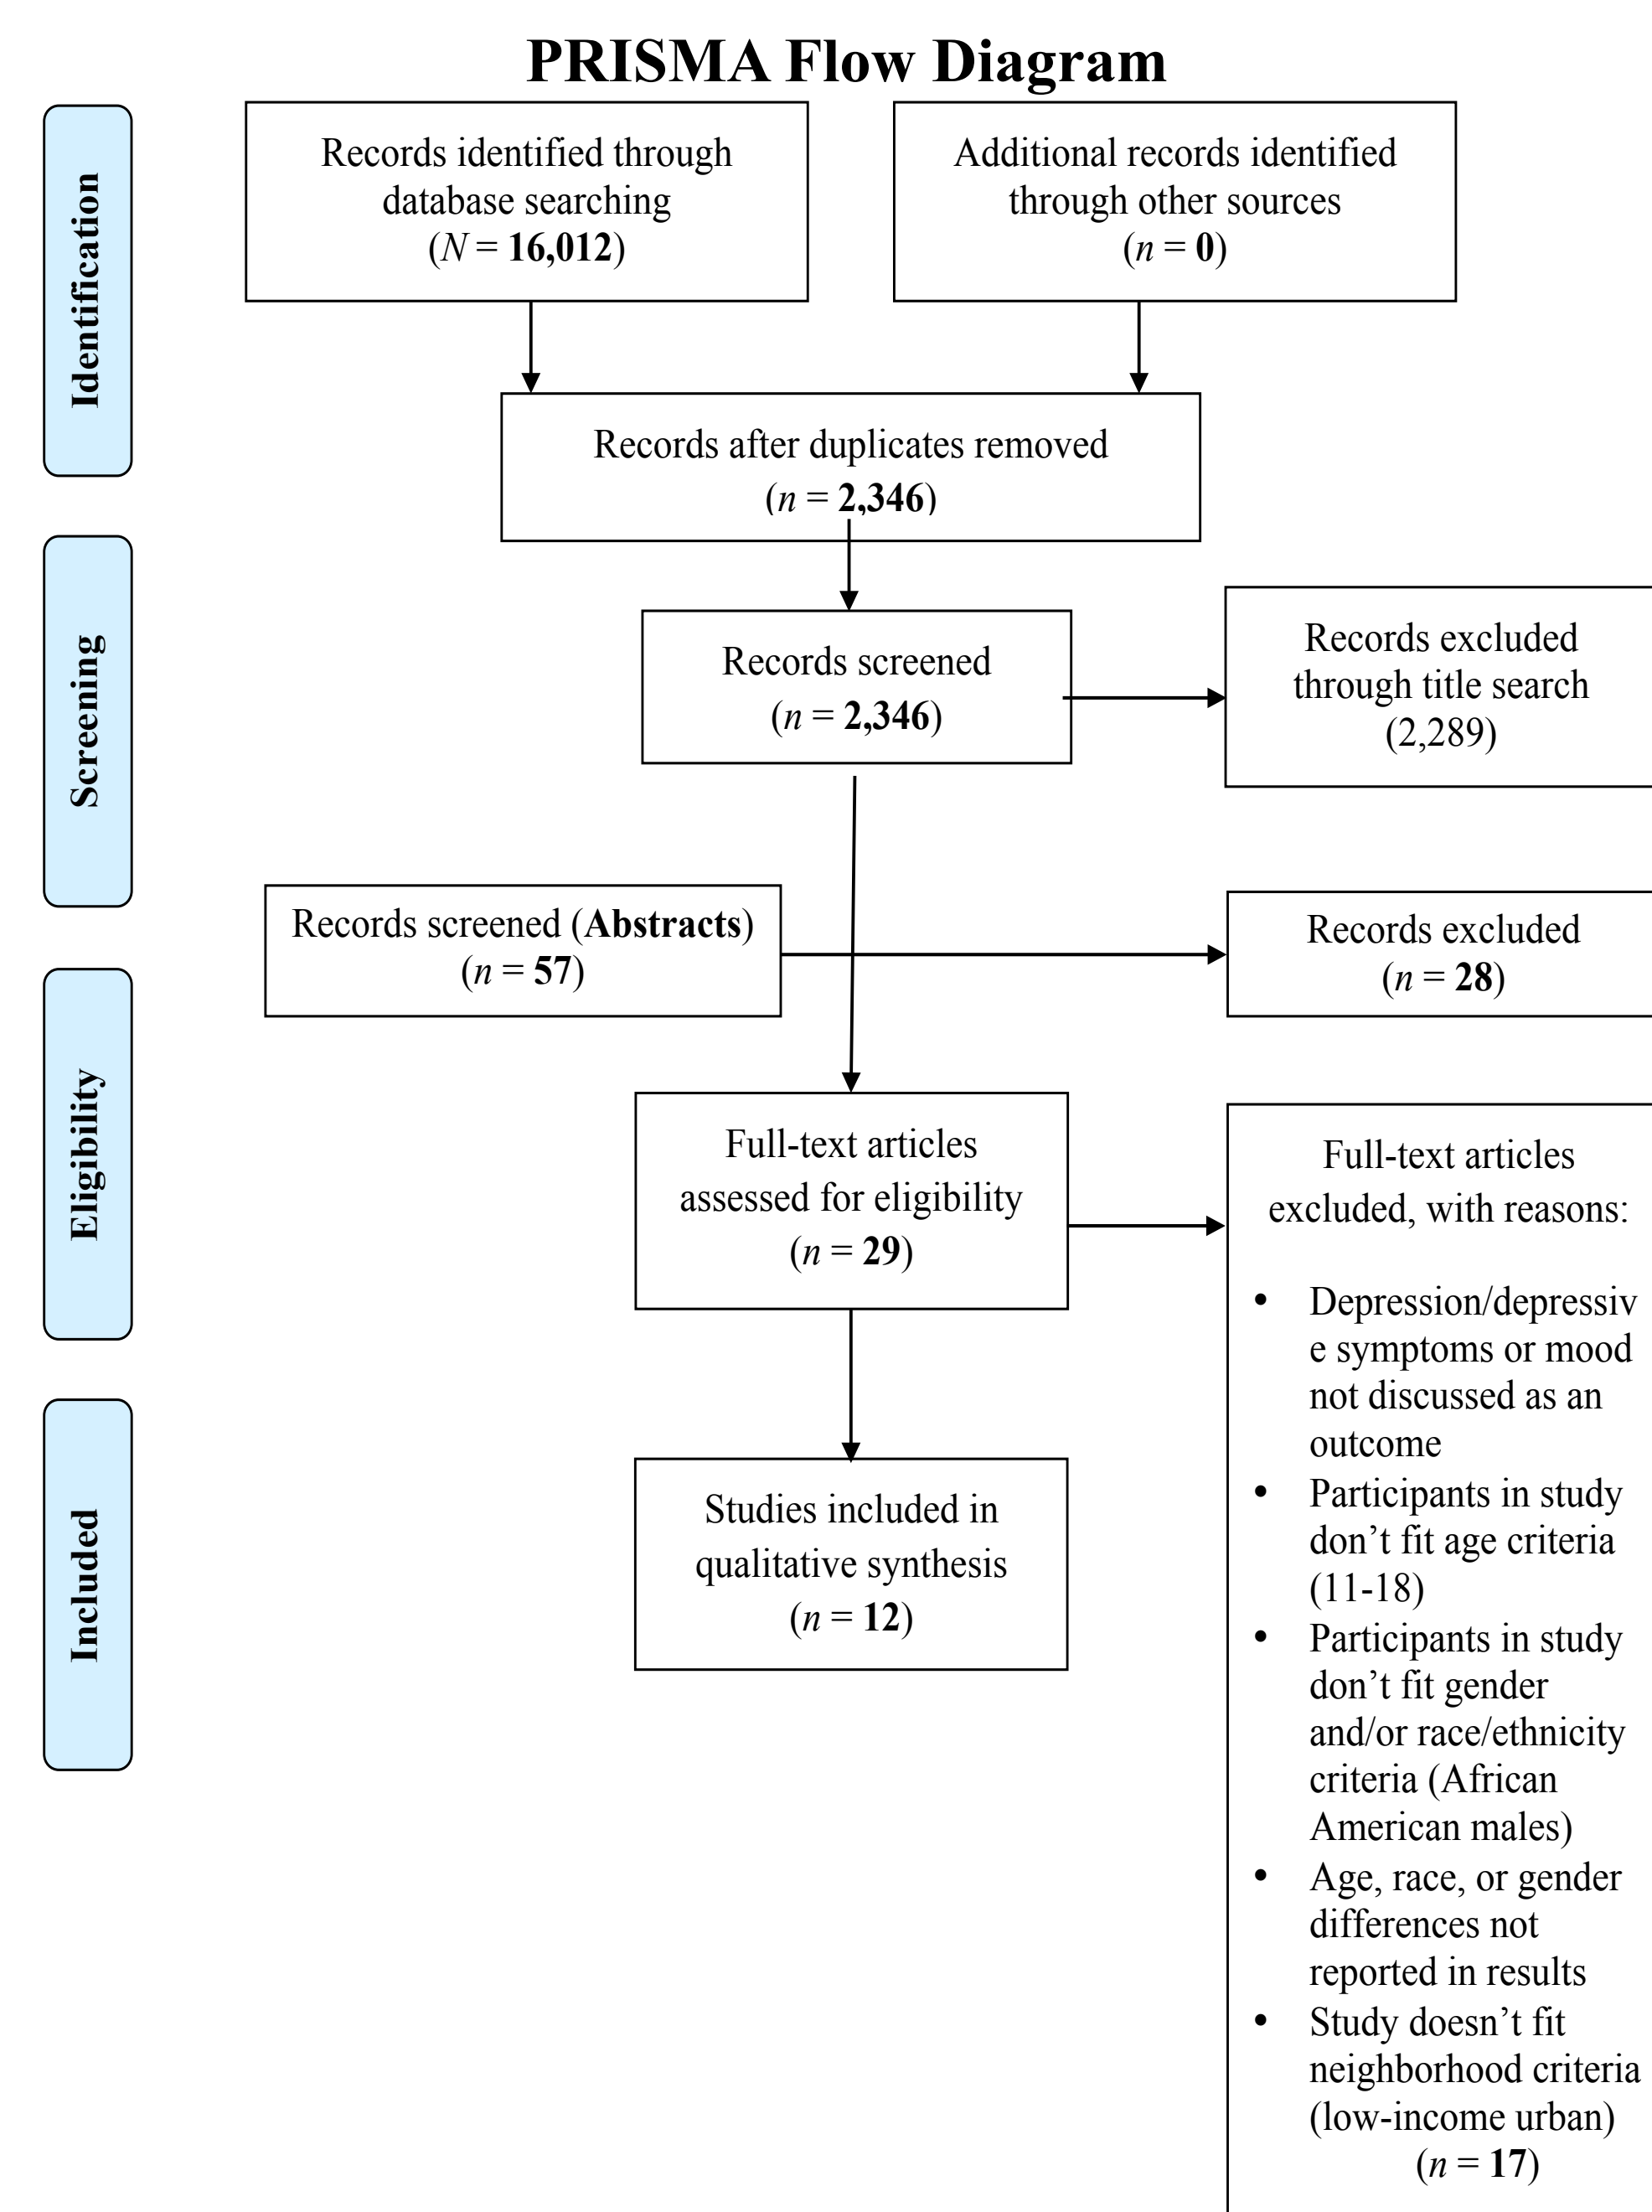 PRISMA Flow Diagram
Identification
Records identified through
database searching
(N = 16,012)
Additional records identified
through other sources
(n = 0)
Records after duplicates removed
(n = 2,346)
Screening
Records screened
(n = 2,346)
Records excluded
through title search
(2,289)
Records screened (Abstracts)
(n = 57)
Records excluded
(n = 28)
Eligibility
Full-text articles
assessed for eligibility
(n = 29)
Full-text articles
excluded, with reasons:
• Depression/depressiv
e symptoms or mood
not discussed as an
outcome
• Participants in study
don’t fit age criteria
(11-18)
• Participants in study
don’t fit gender
and/or race/ethnicity
criteria (African
American males)
• Age, race, or gender
differences not
reported in results
• Study doesn’t fit
neighborhood criteria
(low-income urban)
(n = 17)
Included
Studies included in
qualitative synthesis
(n = 12)